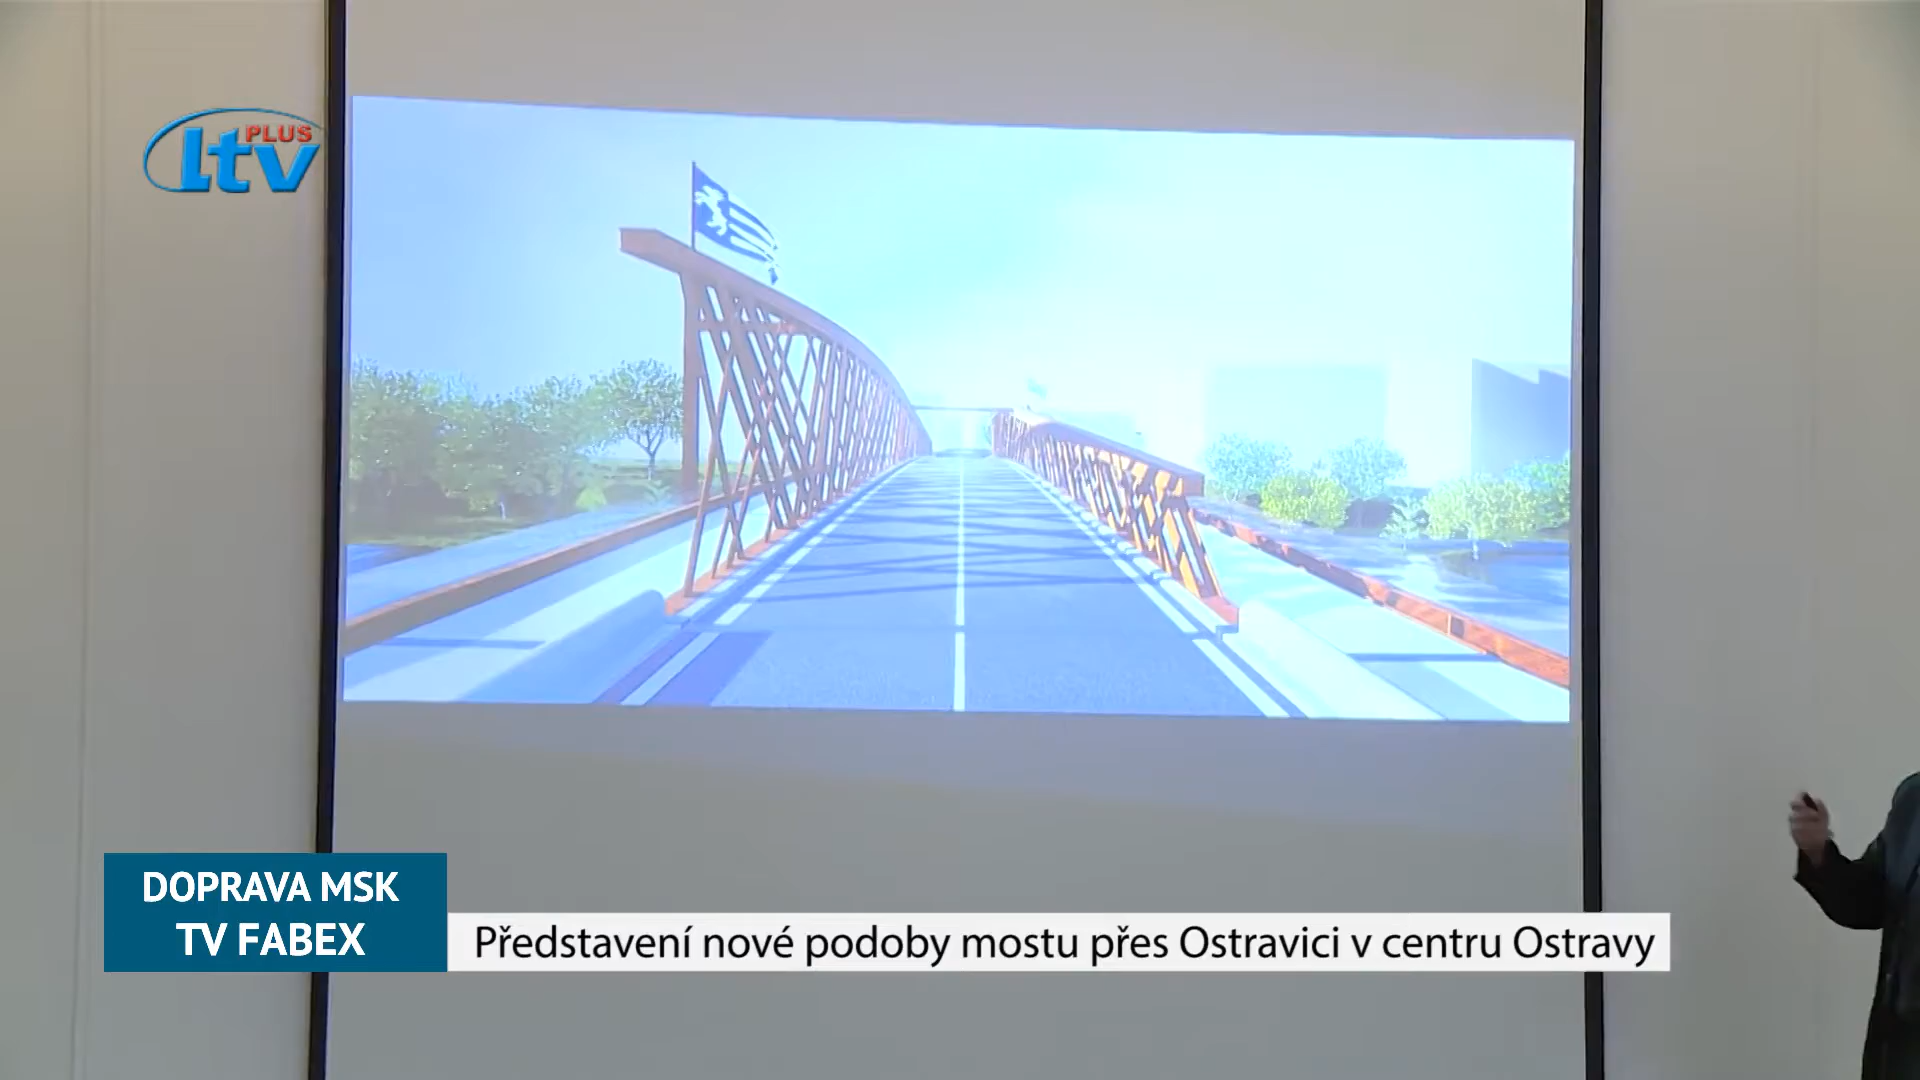 LTV PLUS
DOPRAVA MSK
TV FABEX
Představení nové podoby mostu přes Ostravici v centru Ostravy